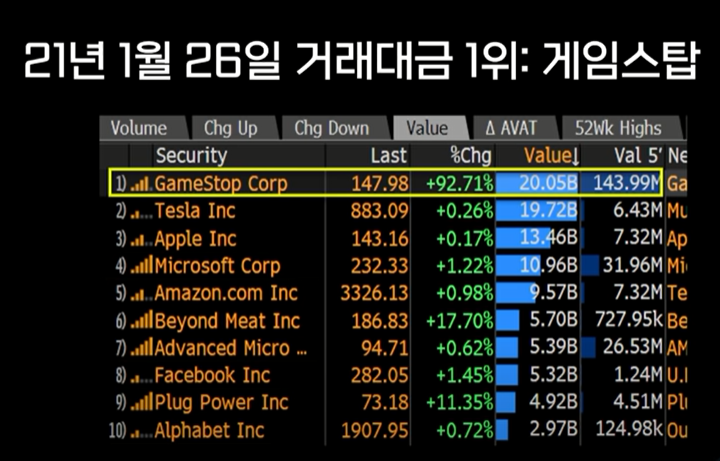 21년 1월 26일 거래대금 1위: 게임스탑
Volume Chg Up Chg Down Value Δ AVAT 52Wk Highs
Security Last %Chg Value↓ Val 5' Ne
1) GameStop Corp 147.98 +92.71% 20.05B 143.99M Ga
2) Tesla Inc 883.09 +0.26% 19.72B 6.43M Mu
3) Apple Inc 143.16 +0.17% 13.46B 7.32M Ap
4) Microsoft Corp 232.33 +1.22% 10.96B 31.96M Mi
5) Amazon.com Inc 3326.13 +0.98% 9.57B 7.32M Te
6) Beyond Meat Inc 186.83 +17.70% 5.70B 727.95k Be
7) Advanced Micro ... 94.71 +0.62% 5.39B 26.53M AM
8) Facebook Inc 282.05 +1.45% 5.32B 1.24M U.
9) Plug Power Inc 73.18 +11.35% 4.92B 4.51M Plu
10) Alphabet Inc 1907.95 +0.72% 2.97B 124.98k Ou